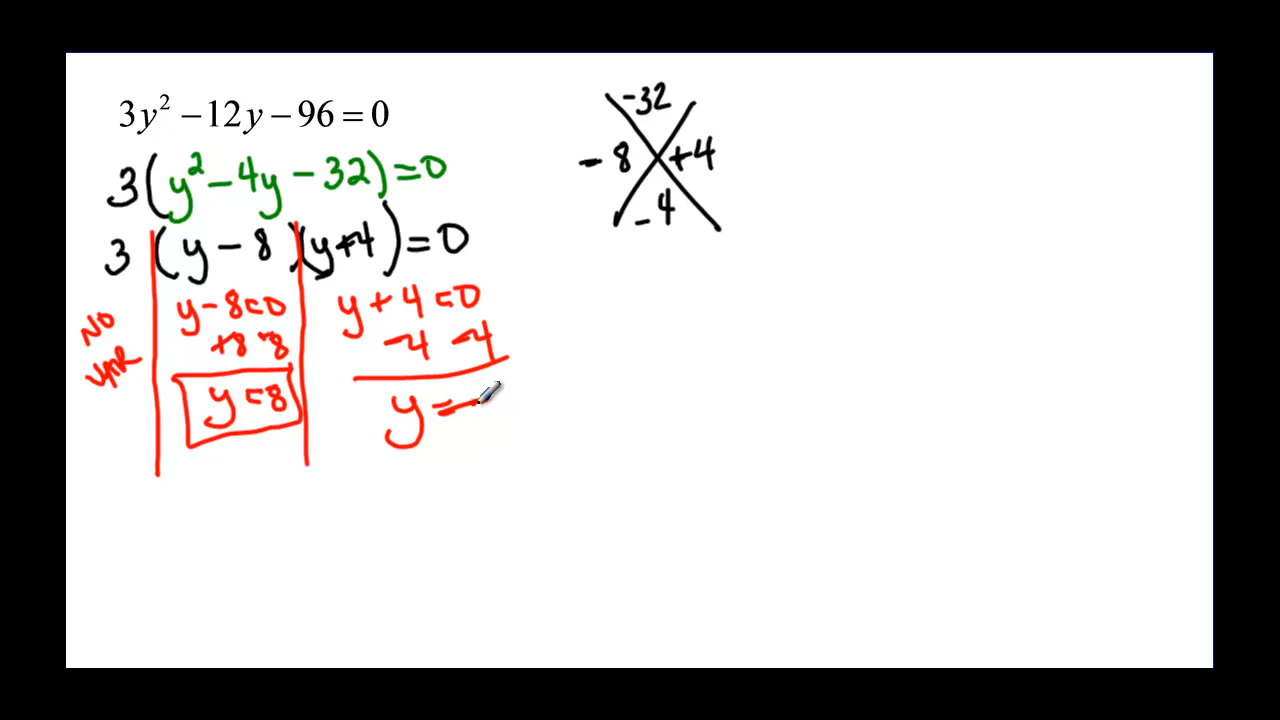 3y² − 12y − 96 = 0
3(y² − 4y − 32) = 0
3 (y − 8)(y + 4) = 0
NO
VAR
y − 8 = 0
+8 +8
y = 8
y + 4 = 0
−4 −4
y = −
−32
−8 +4
−4